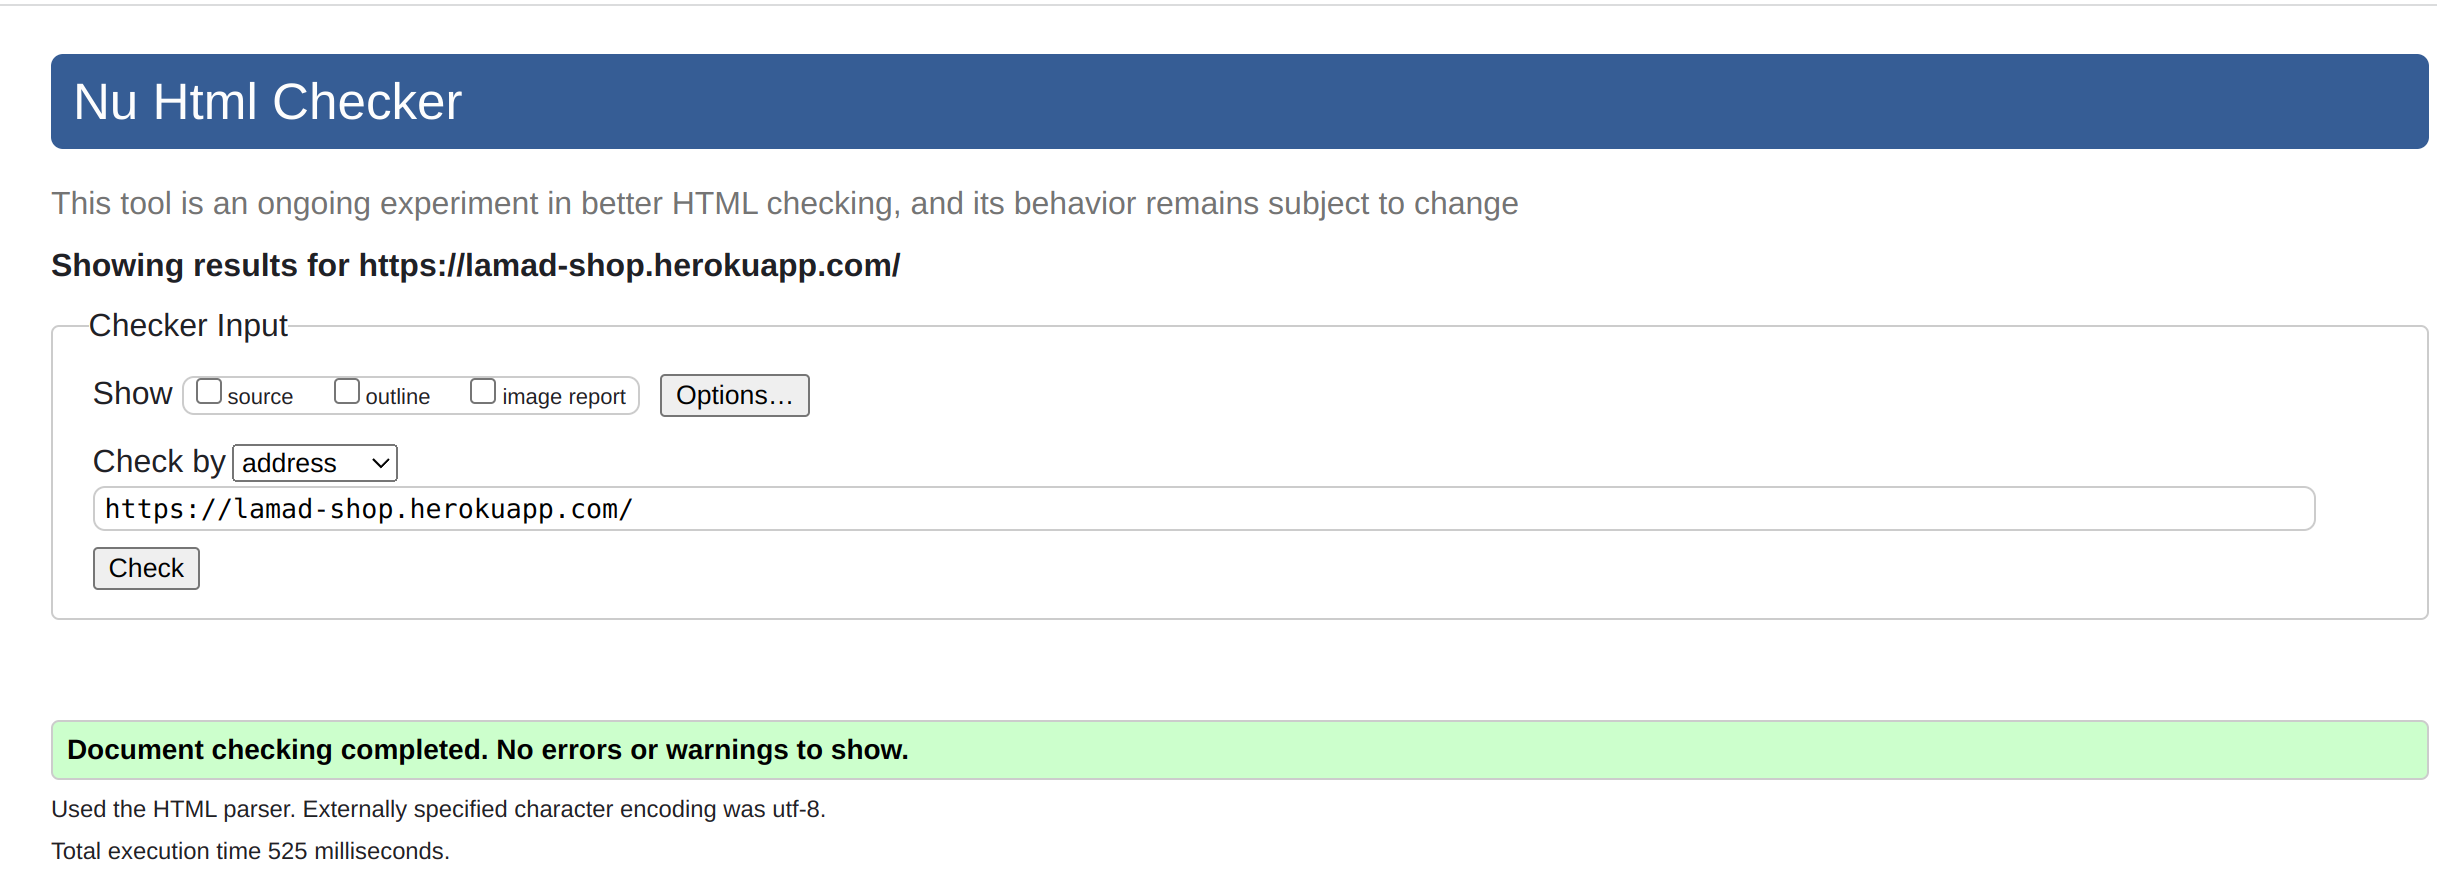 Nu Html Checker
This tool is an ongoing experiment in better HTML checking, and its behavior remains subject to change
Showing results for https://lamad-shop.herokuapp.com/
Checker Input
Show source outline image report Options…
Check by address
https://lamad-shop.herokuapp.com/
Check
Document checking completed. No errors or warnings to show.
Used the HTML parser. Externally specified character encoding was utf-8.
Total execution time 525 milliseconds.